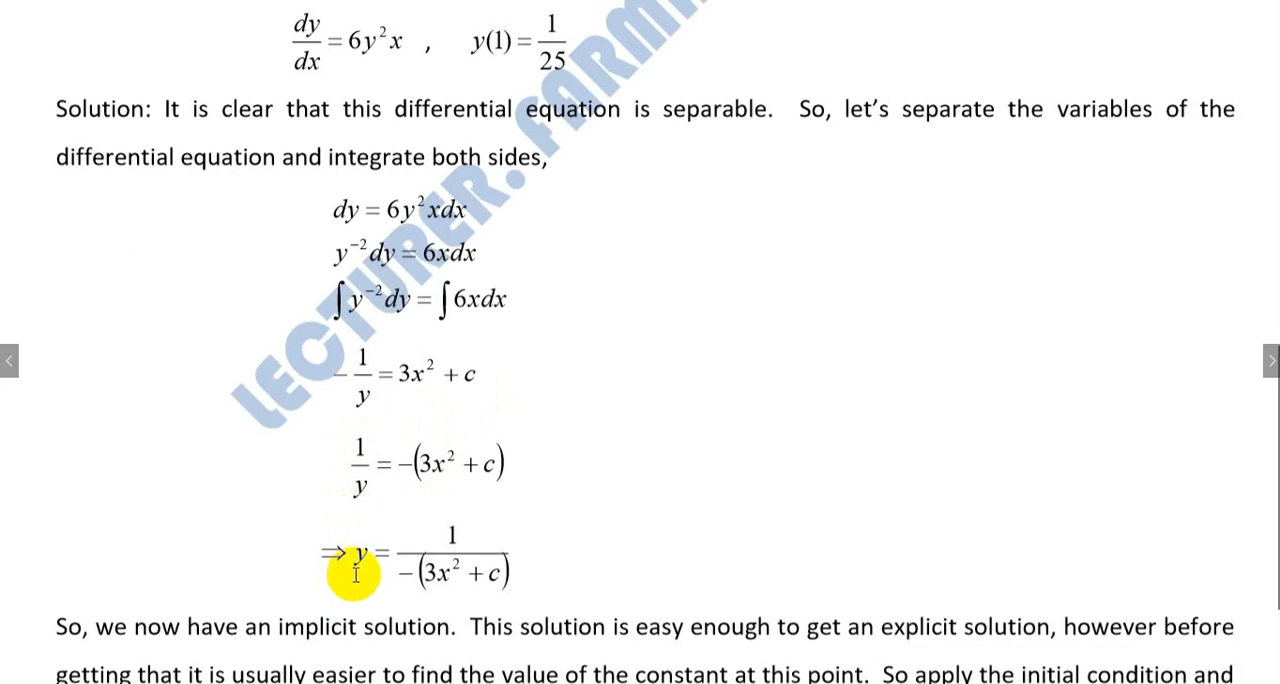 dy/dx = 6y²x , y(1) = 1/25
Solution: It is clear that this differential equation is separable. So, let’s separate the variables of the
differential equation and integrate both sides,
dy = 6y²xdx
y⁻²dy = 6xdx
∫y⁻²dy = ∫6xdx
−1/y = 3x² + c
1/y = −(3x² + c)
⇒ y = 1/−(3x² + c)
So, we now have an implicit solution. This solution is easy enough to get an explicit solution, however before
getting that it is usually easier to find the value of the constant at this point. So apply the initial condition and
LECTURER.FARMI